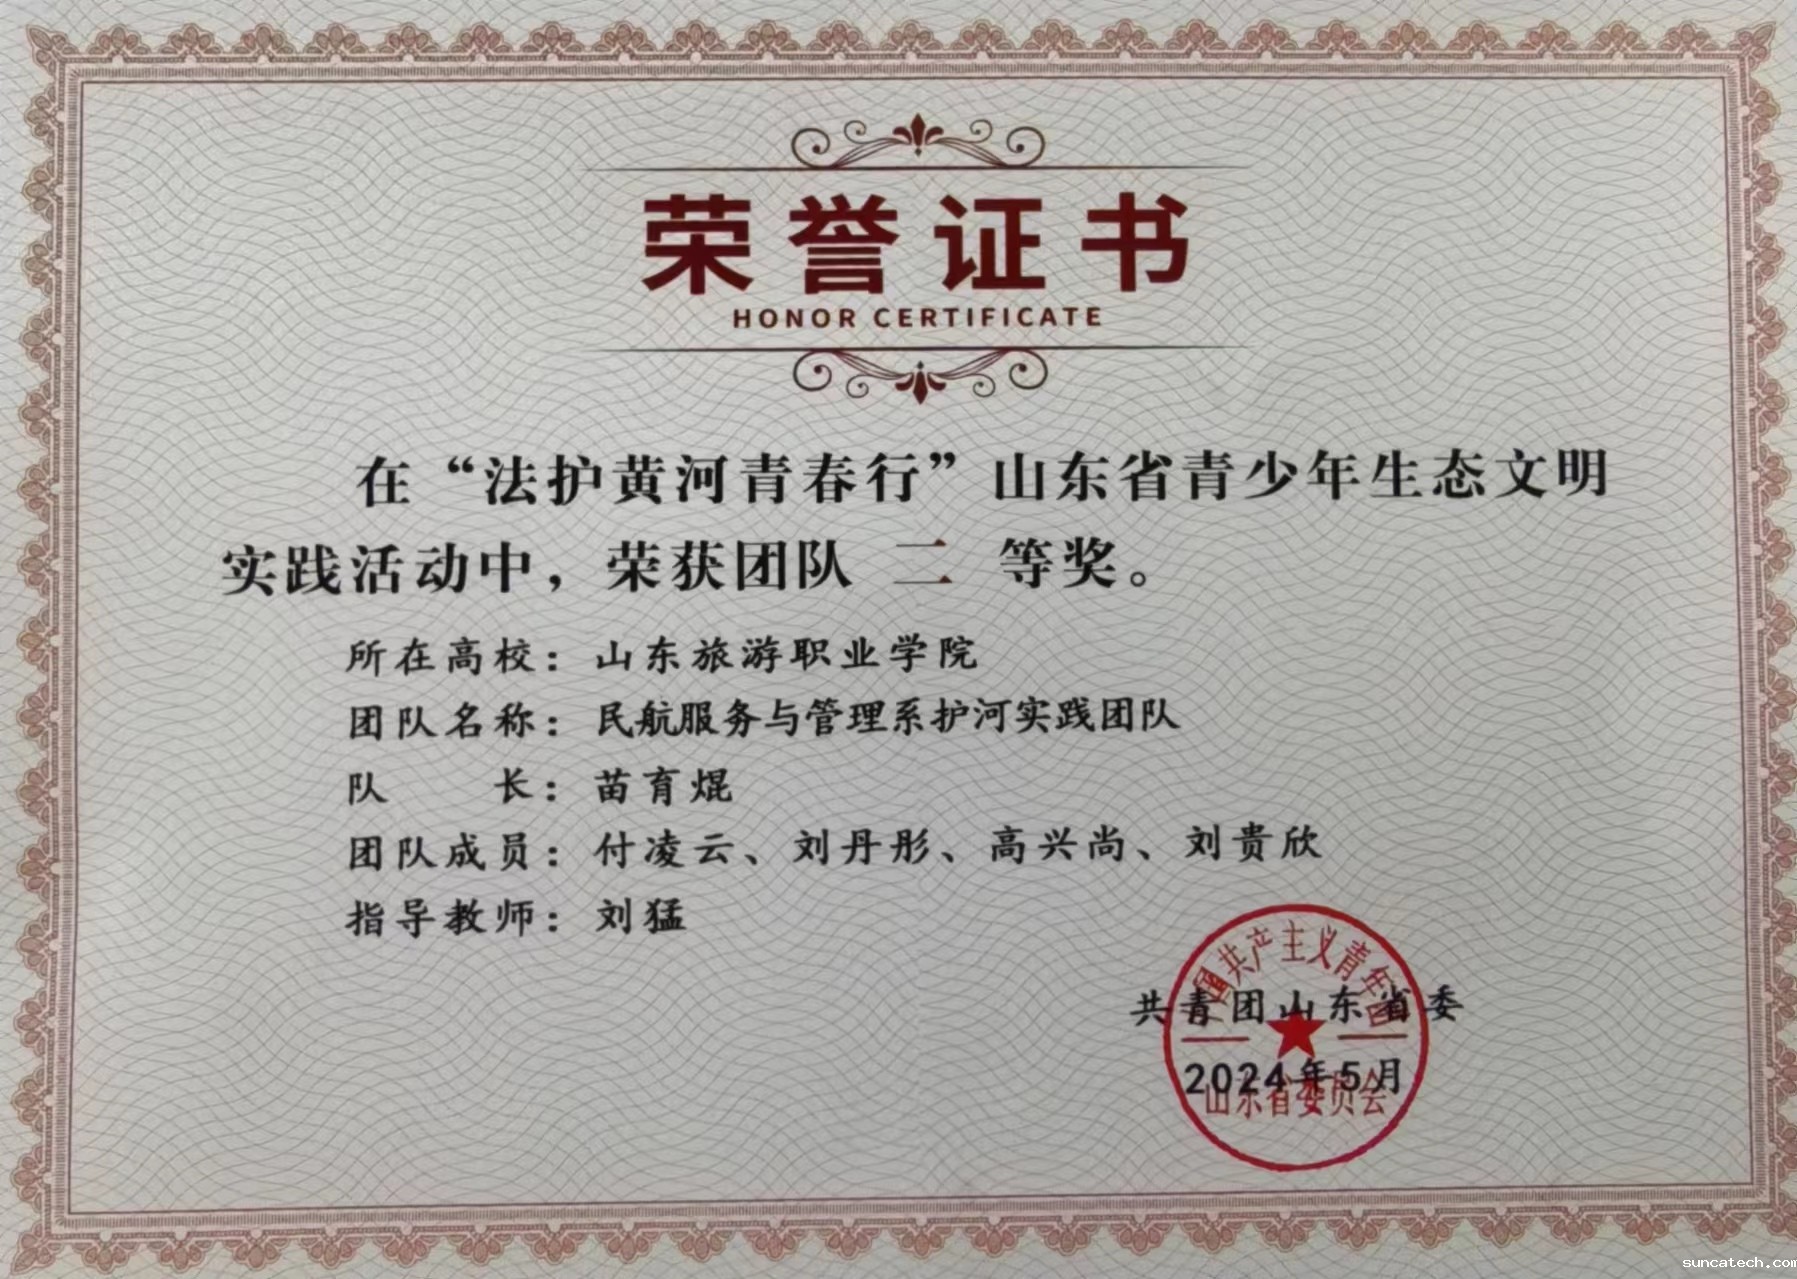 荣誉证书
HONOR CERTIFICATE
在“法护黄河青春行”山东省青少年生态文明
实践活动中，荣获团队 二 等奖。
所在高校：山东旅游职业学院
团队名称：民航服务与管理系护河实践团队
队 长：苗育焜
团队成员：付凌云、刘丹彤、高兴尚、刘贵欣
指导教师：刘猛
国共产主义青年团
共青团山东省委
2024年5月
山东省委员会
suncatech.com